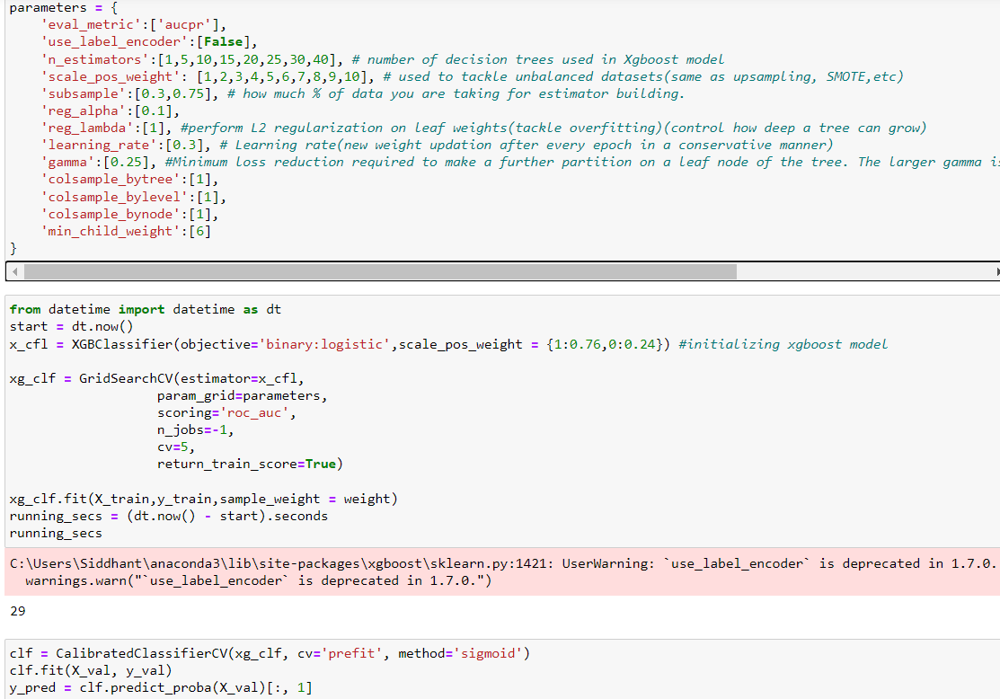 parameters = {
    'eval_metric':['aucpr'],
    'use_label_encoder':[False],
    'n_estimators':[1,5,10,15,20,25,30,40], # number of decision trees used in Xgboost model
    'scale_pos_weight': [1,2,3,4,5,6,7,8,9,10], # used to tackle unbalanced datasets(same as upsampling, SMOTE,etc)
    'subsample':[0.3,0.75], # how much % of data you are taking for estimator building.
    'reg_alpha':[0.1],
    'reg_lambda':[1], #perform L2 regularization on leaf weights(tackle overfitting)(control how deep a tree can grow)
    'learning_rate':[0.3], # Learning rate(new weight updation after every epoch in a conservative manner)
    'gamma':[0.25], #Minimum loss reduction required to make a further partition on a leaf node of the tree. The larger gamma is
    'colsample_bytree':[1],
    'colsample_bylevel':[1],
    'colsample_bynode':[1],
    'min_child_weight':[6]
}
from datetime import datetime as dt
start = dt.now()
x_cfl = XGBClassifier(objective='binary:logistic',scale_pos_weight = {1:0.76,0:0.24}) #initializing xgboost model
xg_clf = GridSearchCV(estimator=x_cfl,
                   param_grid=parameters,
                   scoring='roc_auc',
                   n_jobs=-1,
                   cv=5,
                   return_train_score=True)
xg_clf.fit(X_train,y_train,sample_weight = weight)
running_secs = (dt.now() - start).seconds
running_secs
C:\Users\Siddhant\anaconda3\lib\site-packages\xgboost\sklearn.py:1421: UserWarning: `use_label_encoder` is deprecated in 1.7.0.
  warnings.warn("`use_label_encoder` is deprecated in 1.7.0.")
29
clf = CalibratedClassifierCV(xg_clf, cv='prefit', method='sigmoid')
clf.fit(X_val, y_val)
y_pred = clf.predict_proba(X_val)[:, 1]